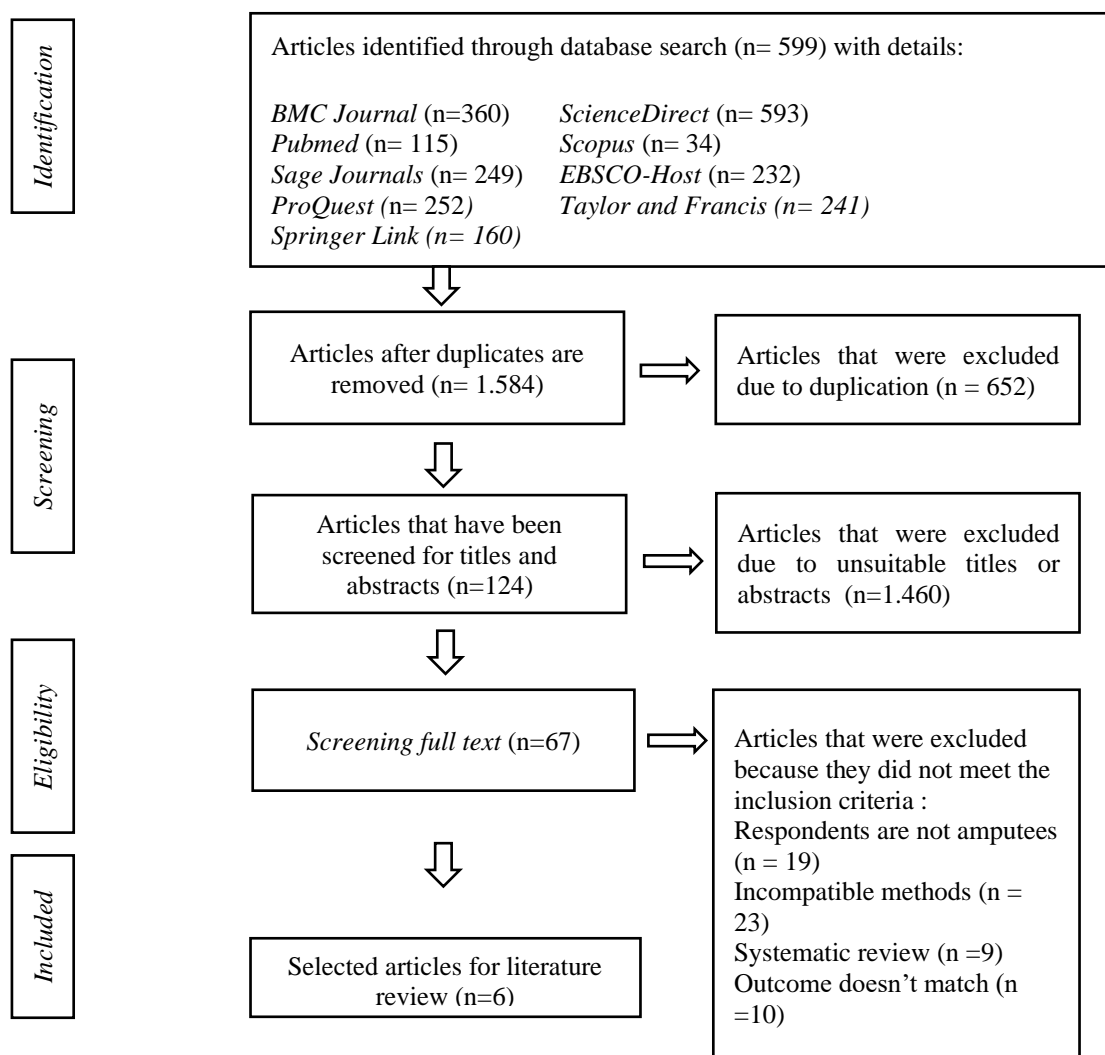 Identification
Articles identified through database search (n= 599) with details:
BMC Journal (n=360) ScienceDirect (n= 593)
Pubmed (n= 115) Scopus (n= 34)
Sage Journals (n= 249) EBSCO-Host (n= 232)
ProQuest (n= 252) Taylor and Francis (n= 241)
Springer Link (n= 160)
Screening
Articles after duplicates are
removed (n= 1.584)
Articles that were excluded
due to duplication (n = 652)
Articles that have been
screened for titles and
abstracts (n=124)
Articles that were excluded
due to unsuitable titles or
abstracts (n=1.460)
Eligibility
Screening full text (n=67)
Articles that were excluded
because they did not meet the
inclusion criteria :
Respondents are not amputees
(n = 19)
Incompatible methods (n =
23)
Systematic review (n =9)
Outcome doesn’t match (n
=10)
Included
Selected articles for literature
review (n=6)